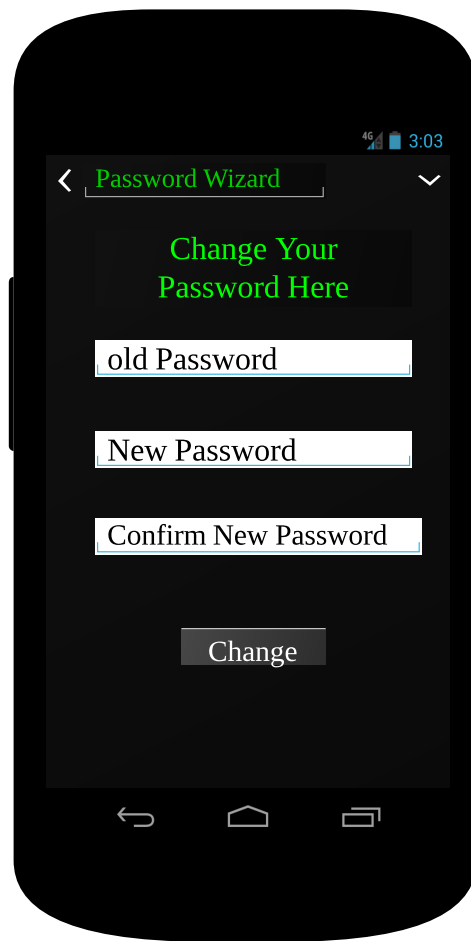 4G 3:03
Password Wizard
Change Your
Password Here
old Password
New Password
Confirm New Password
Change